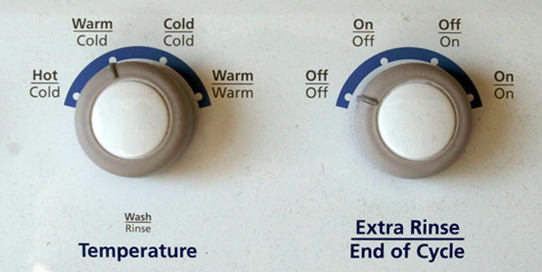 Warm
Cold
Cold
Cold
Hot
Cold
Warm
Warm
Wash
Rinse
Temperature
On
Off
Off
On
Off
Off
On
On
Extra Rinse
End of Cycle